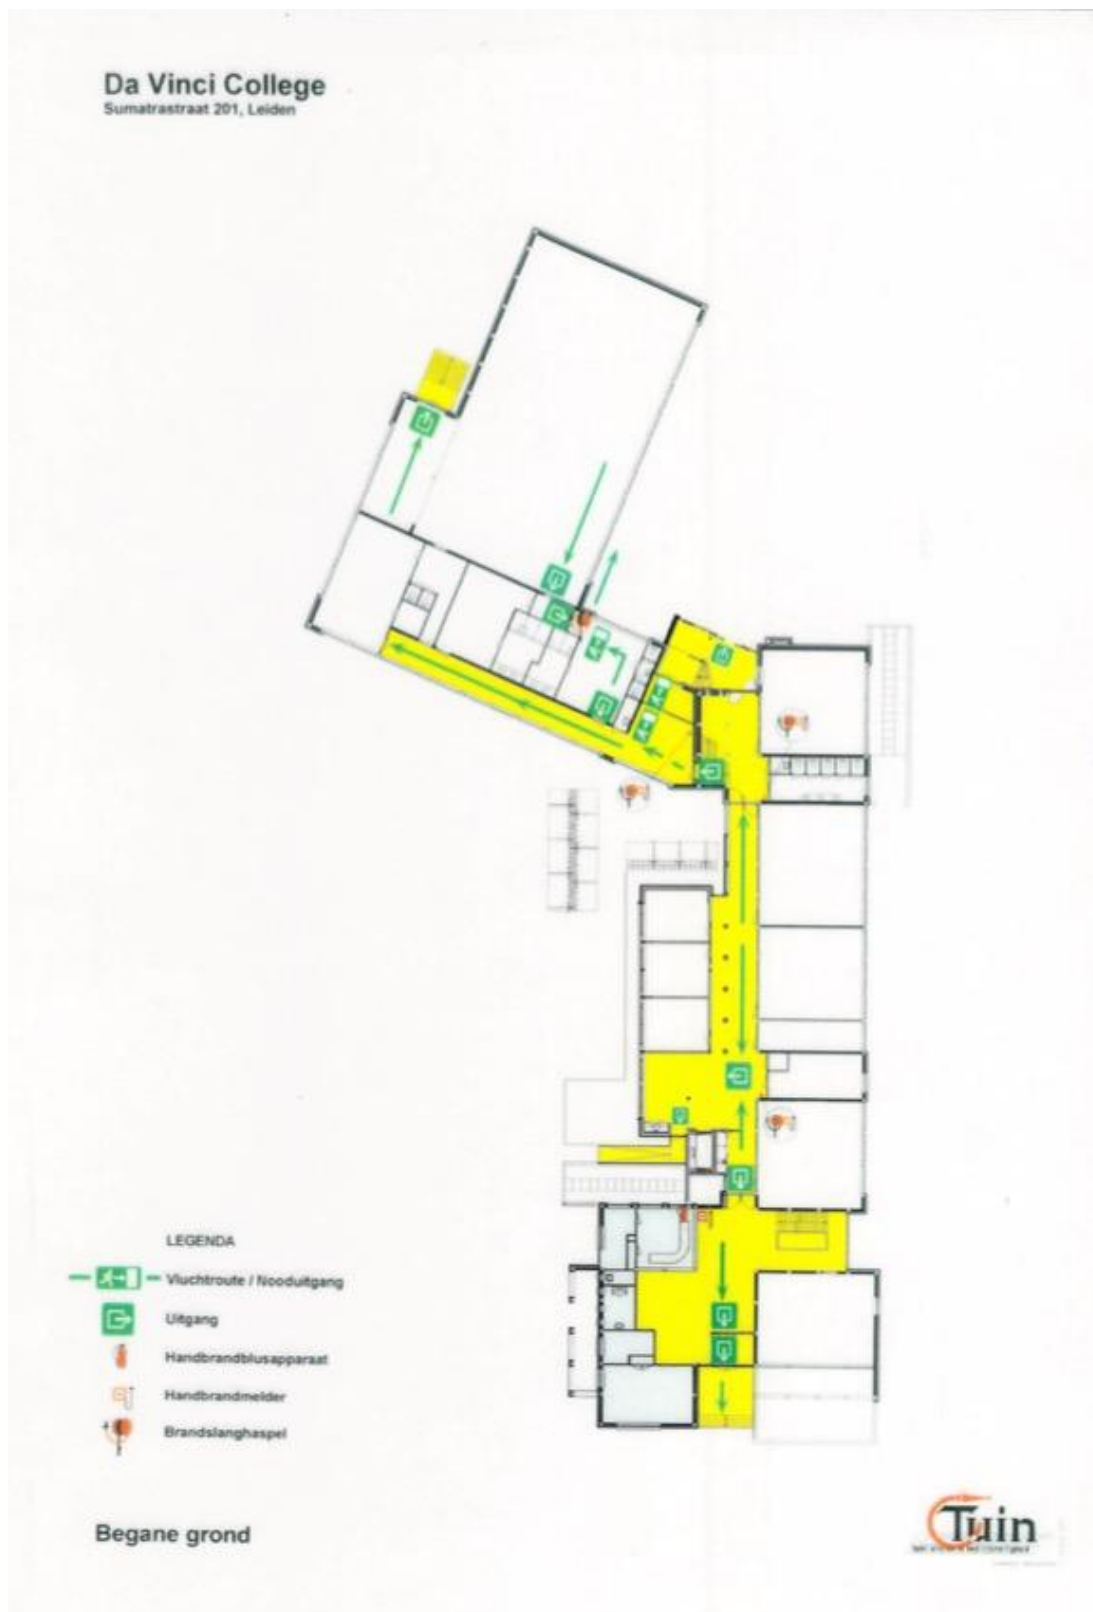 Da Vinci College
Sumatrastraat 201, Leiden
LEGENDA
Vluchtroute / Nooduitgang
Uitgang
Handbrandblusapparaat
Handbrandmelder
Brandslanghaspel
Begane grond
Tuin